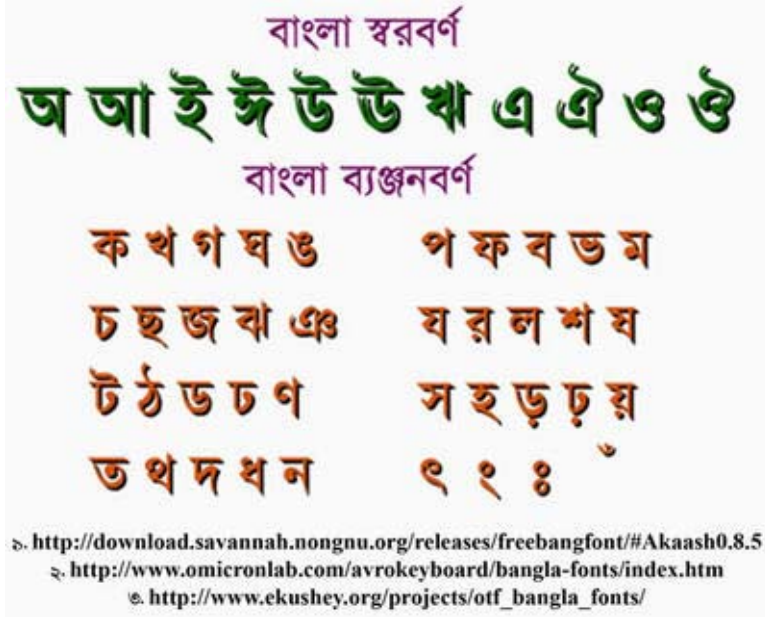 বাংলা স্বরবর্ণ
অ আ ই ঈ উ ঊ ঋ এ ঐ ও ঔ
বাংলা ব্যঞ্জনবর্ণ
ক খ গ ঘ ঙ প ফ ব ভ ম
চ ছ জ ঝ ঞ য র ল শ ষ
ট ঠ ড ঢ ণ স হ ড় ঢ় য়
ত থ দ ধ ন ৎ ং ঃ ঁ
১. http://download.savannah.nongnu.org/releases/freebangfont/#Akaash0.8.5
২. http://www.omicronlab.com/avrokeyboard/bangla-fonts/index.htm
৩. http://www.ekushey.org/projects/otf_bangla_fonts/